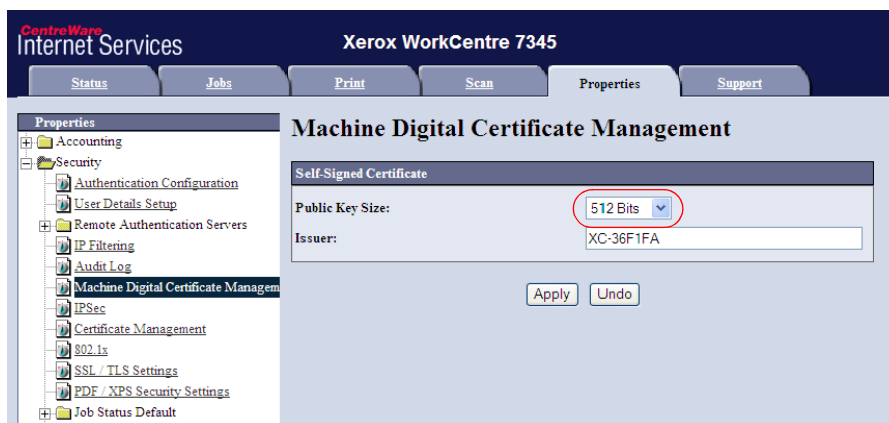 CentreWare
Internet Services
Xerox WorkCentre 7345
Status Jobs Print Scan Properties Support
Properties
Accounting
Security
Authentication Configuration
User Details Setup
Remote Authentication Servers
IP Filtering
Audit Log
Machine Digital Certificate Managem
IPSec
Certificate Management
802.1x
SSL / TLS Settings
PDF / XPS Security Settings
Job Status Default
Machine Digital Certificate Management
Self-Signed Certificate
Public Key Size: 512 Bits
Issuer: XC-36F1FA
Apply Undo